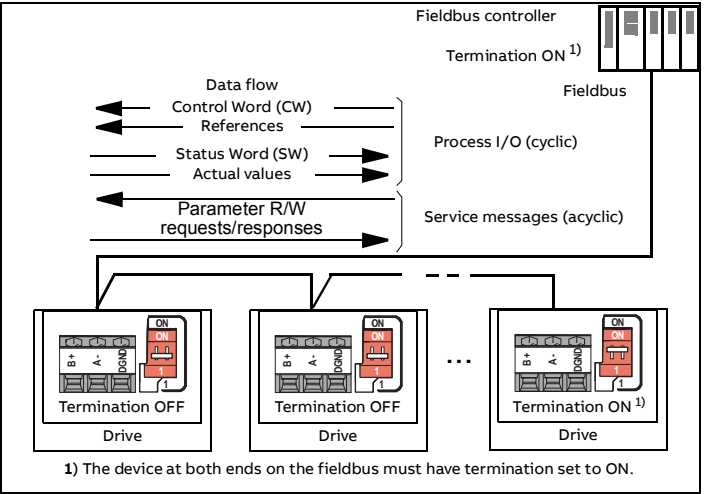 Fieldbus controller
Termination ON 1)
Fieldbus
Data flow
Control Word (CW)
References
Process I/O (cyclic)
Status Word (SW)
Actual values
Parameter R/W
requests/responses
Service messages (acyclic)
ON
ON
B+
A-
DGND
1
1
Termination OFF
Drive
ON
ON
B+
A-
DGND
1
1
Termination OFF
Drive
...
ON
ON
B+
A-
DGND
1
1
Termination ON 1)
Drive
1) The device at both ends on the fieldbus must have termination set to ON.